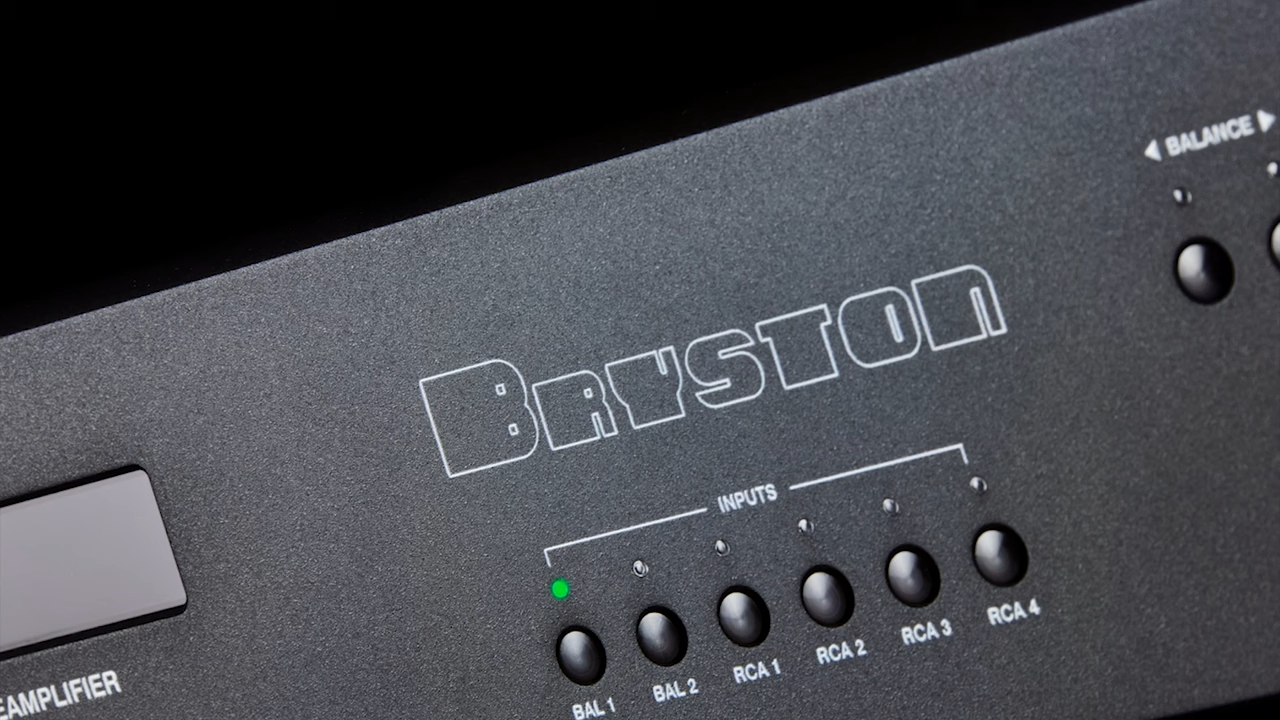 ◀ BALANCE ▶
BRYSTON
INPUTS
BAL 1 BAL 2 RCA 1 RCA 2 RCA 3 RCA 4
EAMPLIFIER